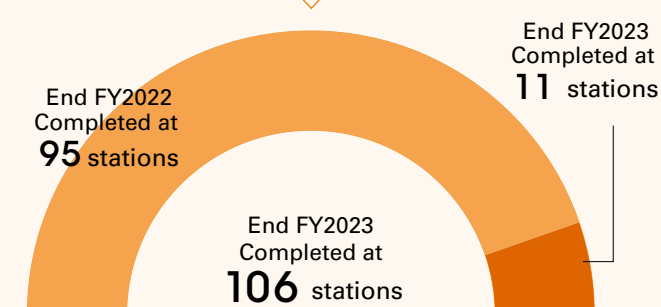 End FY2022
Completed at
95 stations
End FY2023
Completed at
11 stations
End FY2023
Completed at
106 stations